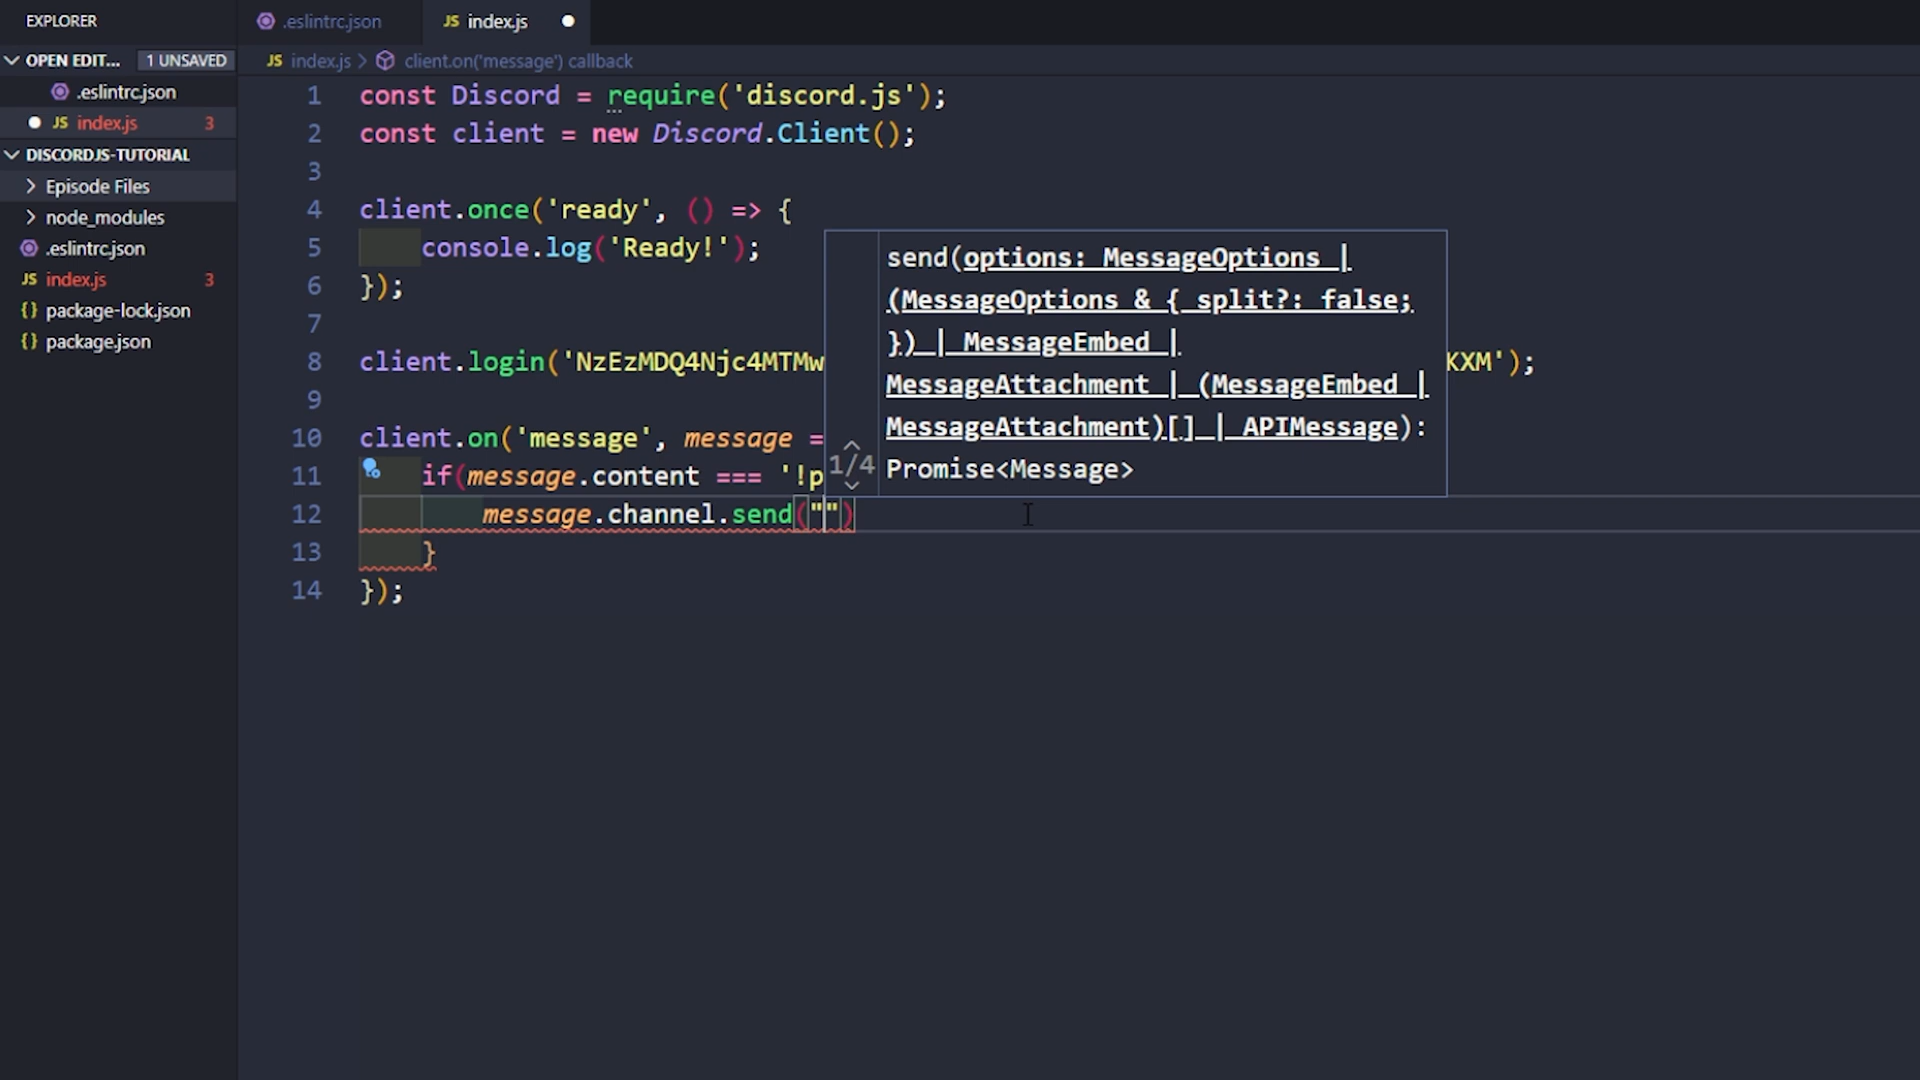 EXPLORER
OPEN EDIT... 1 UNSAVED
.eslintrc.json
index.js 3
DISCORDJS-TUTORIAL
Episode Files
node_modules
.eslintrc.json
JS index.js 3
{} package-lock.json
{} package.json
.eslintrc.json JS index.js
JS index.js > client.on('message') callback
1 const Discord = require('discord.js');
2 const client = new Discord.Client();
3
4 client.once('ready', () => {
5 console.log('Ready!');
6 });
7
8 client.login('NzEzMDQ4Njc4MTMw KXM');
9
10 client.on('message', message =
11 if(message.content === '!p
12 message.channel.send("")
13 }
14 });
1/4
send(options: MessageOptions |
(MessageOptions & { split?: false;
}) | MessageEmbed |
MessageAttachment | (MessageEmbed |
MessageAttachment)[] | APIMessage):
Promise<Message>